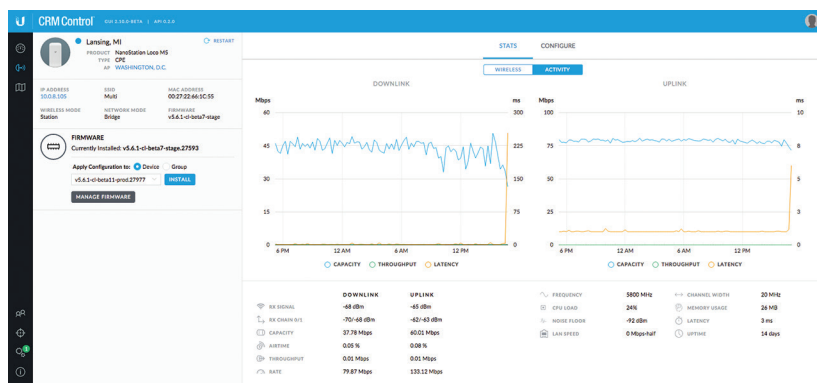 CRM Control GUI 2.10.0-BETA | API 0.2.0
Lansing, MI RESTART
PRODUCT NanoStation Loco M5
TYPE CPE
AP WASHINGTON, D.C.
IP ADDRESS SSID MAC ADDRESS
10.0.8.105 Multi 00:27:22:66:1C:55
WIRELESS MODE NETWORK MODE FIRMWARE
Station Bridge v5.6.1-cl-beta7-stage
FIRMWARE
Currently Installed: v5.6.1-cl-beta7-stage.27593
Apply Configuration to: Device Group
v5.6.1-cl-beta11-prod.27977 INSTALL
MANAGE FIRMWARE
STATS CONFIGURE
WIRELESS ACTIVITY
DOWNLINK
Mbps ms
60 300
45 225
30 150
15 75
0 0
6 PM 12 AM 6 AM 12 PM
CAPACITY THROUGHPUT LATENCY
UPLINK
Mbps ms
100 10
75 8
50 5
25 3
0 0
6 PM 12 AM 6 AM 12 PM
CAPACITY THROUGHPUT LATENCY
DOWNLINK UPLINK
RX SIGNAL -68 dBm -65 dBm
RX CHAIN 0/1 -70/-68 dBm -62/-63 dBm
CAPACITY 37.78 Mbps 60.01 Mbps
AIRTIME 0.05 % 0.08 %
THROUGHPUT 0.01 Mbps 0.01 Mbps
RATE 79.87 Mbps 133.12 Mbps
FREQUENCY 5800 MHz CHANNEL WIDTH 20 MHz
CPU LOAD 24% MEMORY USAGE 26 MB
NOISE FLOOR -92 dBm LATENCY 3 ms
LAN SPEED 0 Mbps-half UPTIME 14 days